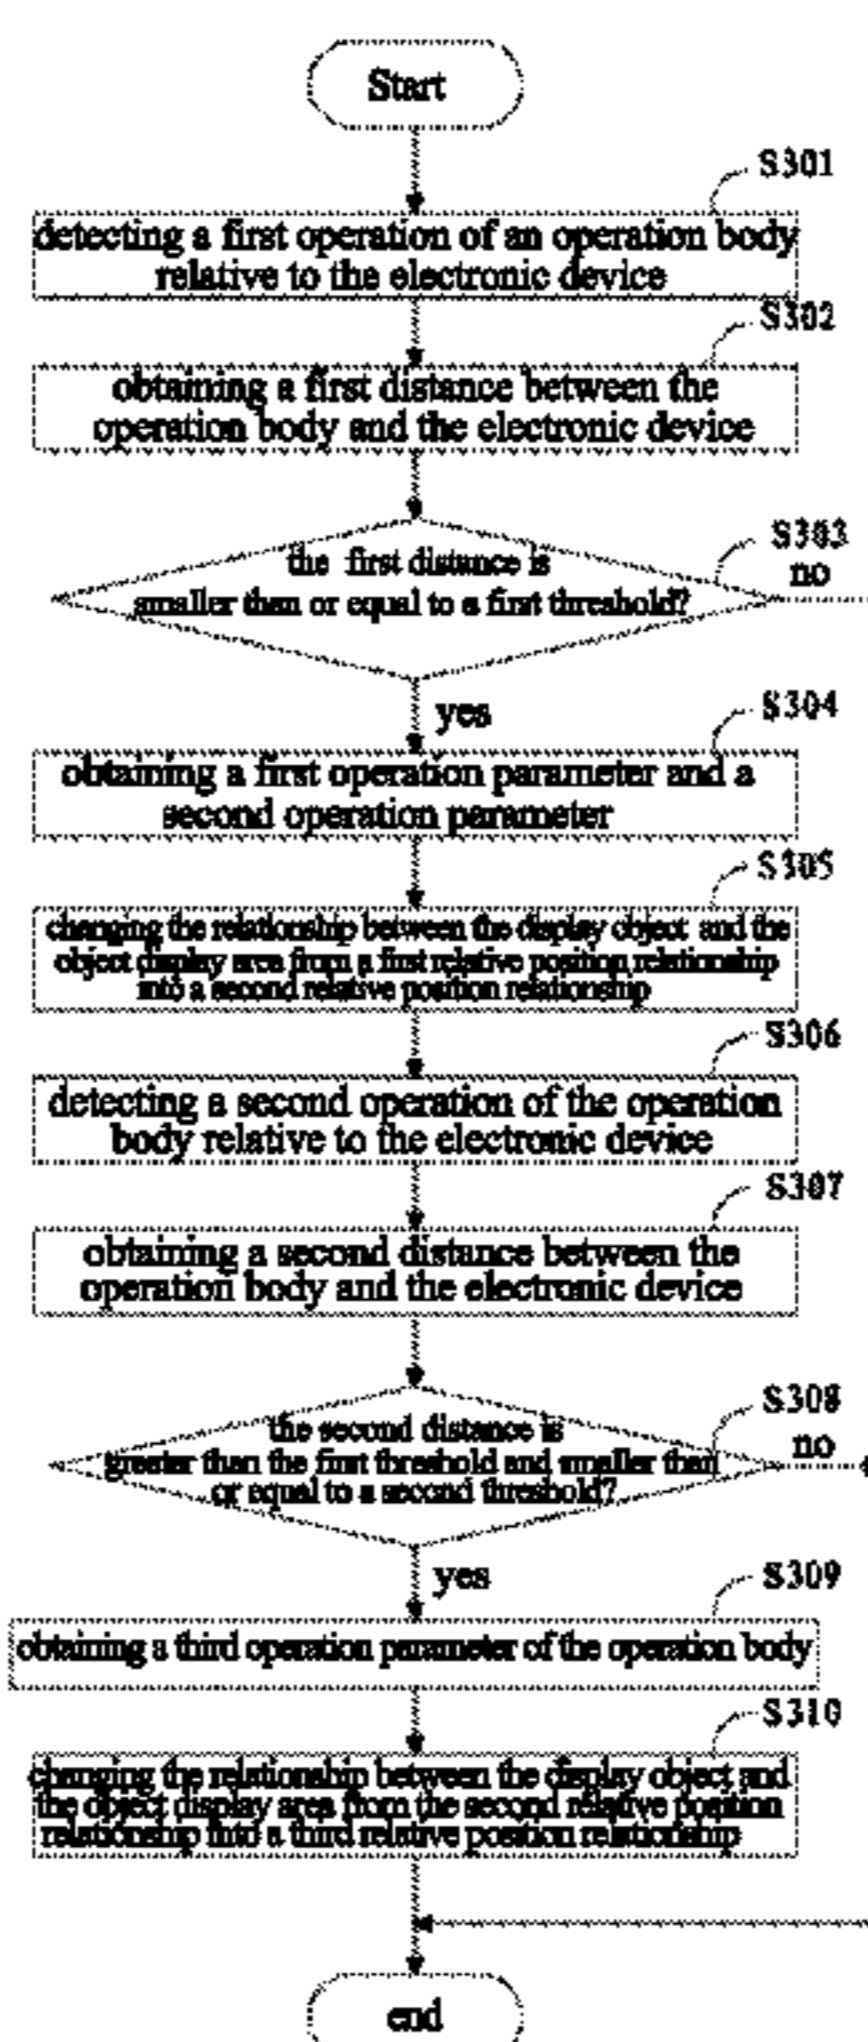 Start
S301
detecting a first operation of an operation body
relative to the electronic device
S302
obtaining a first distance between the
operation body and the electronic device
S303
the first distance is
smaller than or equal to a first threshold?
no
yes
S304
obtaining a first operation parameter and a
second operation parameter
S305
changing the relationship between the display object and the
object display area from a first relative position relationship
into a second relative position relationship
S306
detecting a second operation of the operation
body relative to the electronic device
S307
obtaining a second distance between the
operation body and the electronic device
S308
the second distance is
greater than the first threshold and smaller than
or equal to a second threshold?
no
yes
S309
obtaining a third operation parameter of the operation body
S310
changing the relationship between the display object and
the object display area from the second relative position
relationship into a third relative position relationship
end